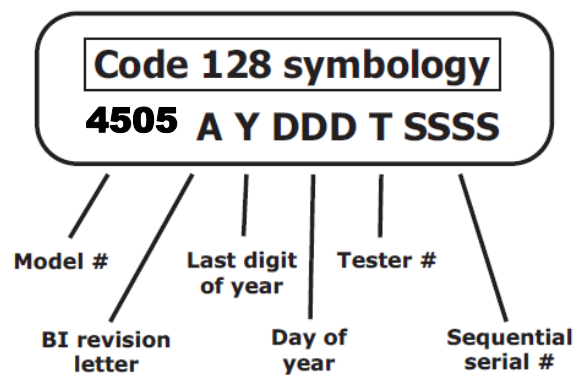 Code 128 symbology
4505 A Y DDD T SSSS
Model #
Last digit
of year
Tester #
BI revision
letter
Day of
year
Sequential
serial #